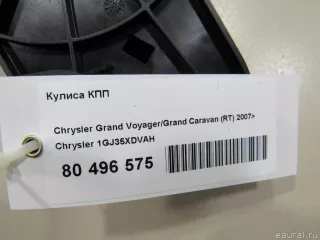 Кулиса КПП
Chrysler Grand Voyager/Grand Caravan (RT) 2007>
Chrysler 1GJ35XDVAH
80 496 575
© eaural.ru